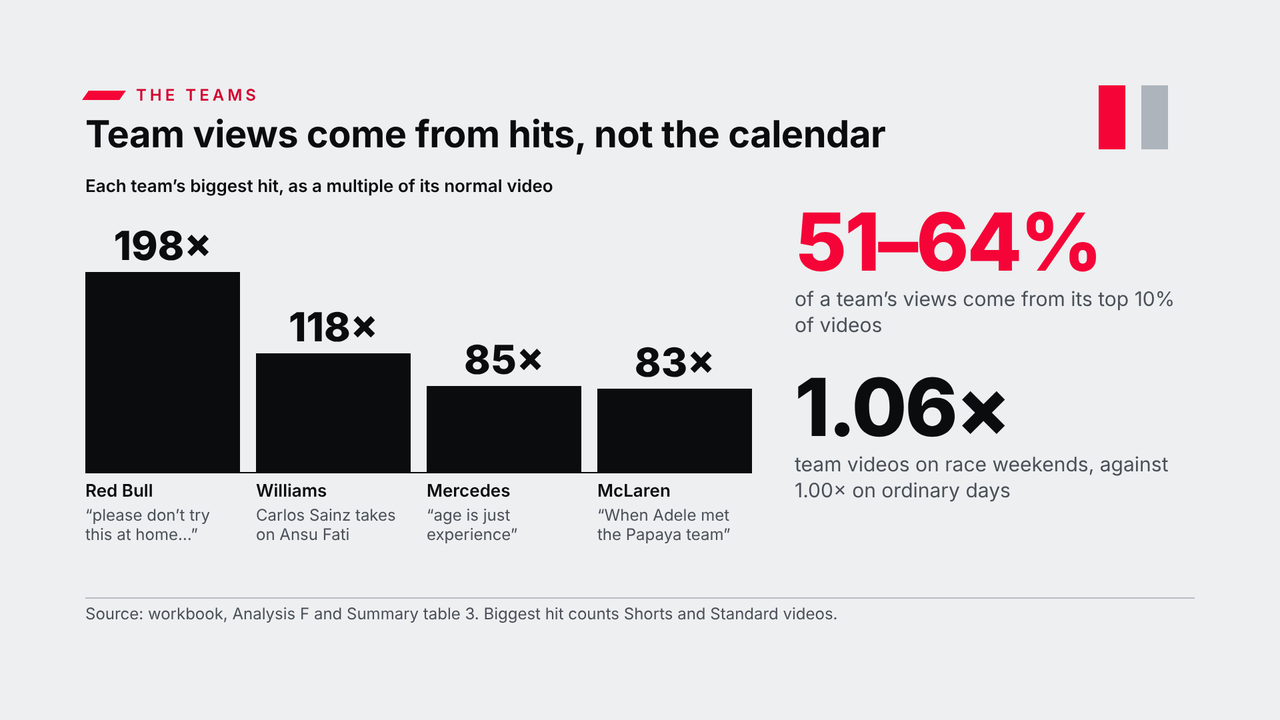 THE TEAMS
Team views come from hits, not the calendar
Each team’s biggest hit, as a multiple of its normal video
198×
118×
85×
83×
Red Bull
“please don’t try
this at home…”
Williams
Carlos Sainz takes
on Ansu Fati
Mercedes
“age is just
experience”
McLaren
“When Adele met
the Papaya team”
51–64%
of a team’s views come from its top 10%
of videos
1.06×
team videos on race weekends, against
1.00× on ordinary days
Source: workbook, Analysis F and Summary table 3. Biggest hit counts Shorts and Standard videos.